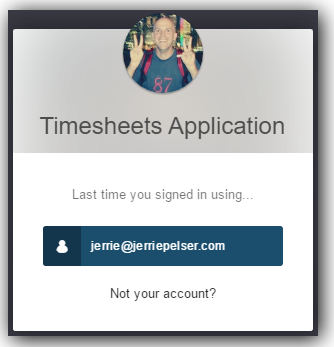 87
Timesheets Application
Last time you signed in using...
jerrie@jerriepelser.com
Not your account?